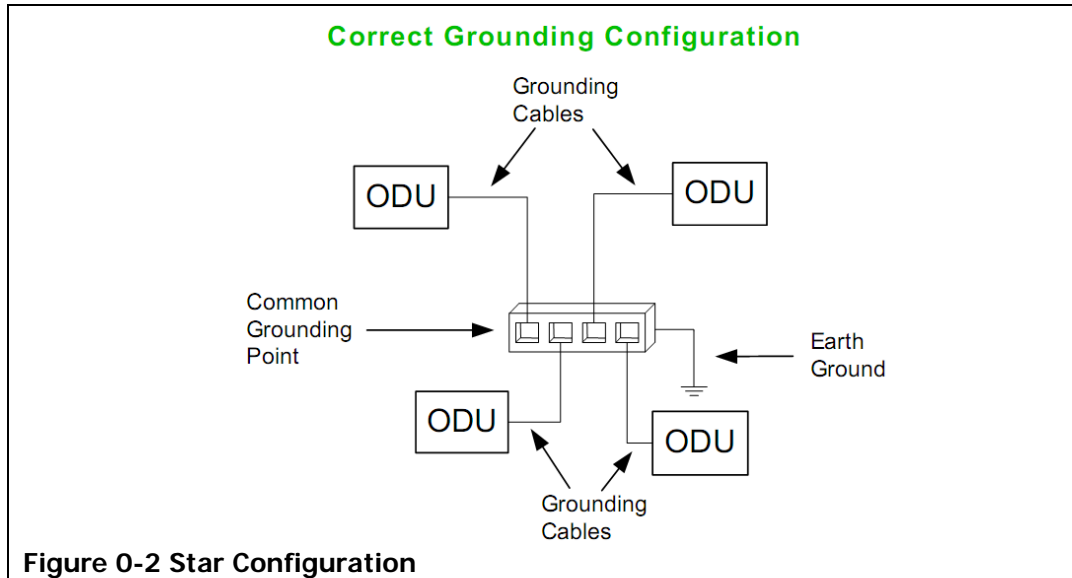 Correct Grounding Configuration
Grounding
Cables
ODU
ODU
Common
Grounding
Point
Earth
Ground
ODU
ODU
Grounding
Cables
Figure 0-2 Star Configuration